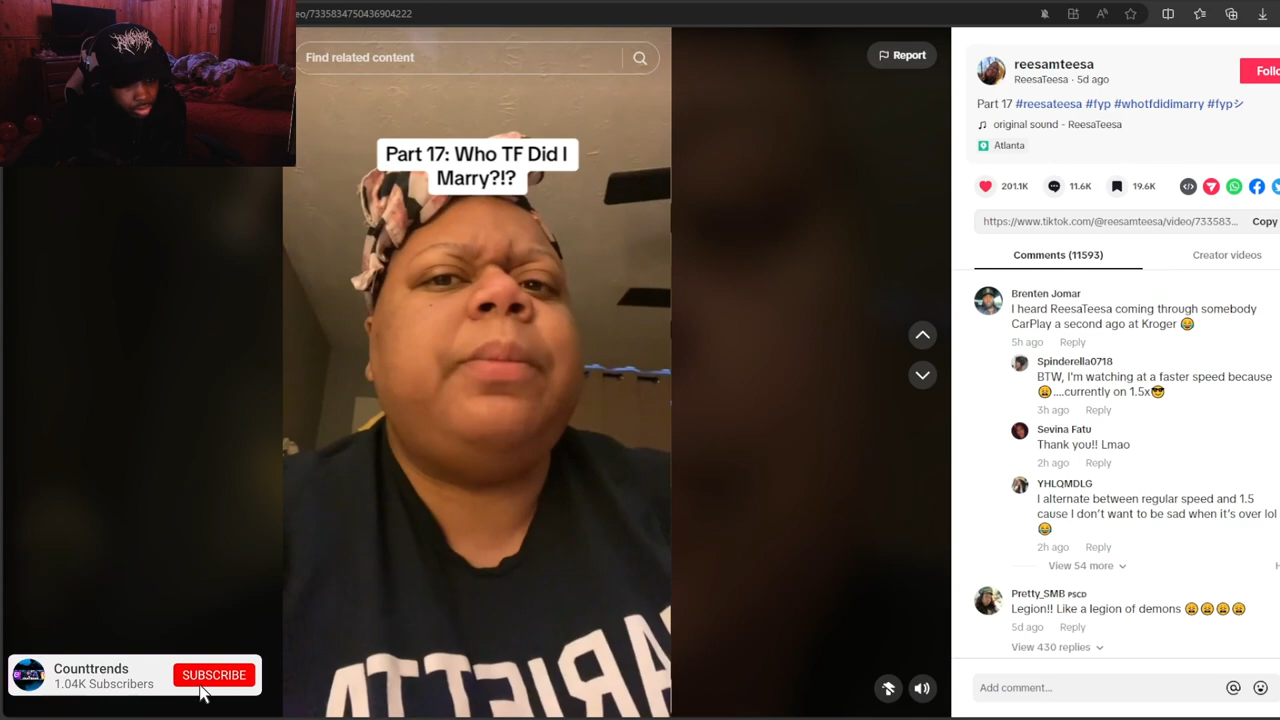 eo/7335834750436904222
Find related content
Report
Part 17: Who TF Did I
Marry?!?
Counttrends
1.04K Subscribers
SUBSCRIBE
reesamteesa
ReesaTeesa · 5d ago
Follo
Part 17 #reesateesa #fyp #whotfdidimarry #fypシ
original sound - ReesaTeesa
Atlanta
201.1K
11.6K
19.6K
https://www.tiktok.com/@reesamteesa/video/733583...
Copy
Comments (11593)
Creator videos
Brenten Jomar
I heard ReesaTeesa coming through somebody
CarPlay a second ago at Kroger 😂
5h ago Reply
Spinderella0718
BTW, I'm watching at a faster speed because
😩....currently on 1.5x😎
3h ago Reply
Sevina Fatu
Thank you!! Lmao
2h ago Reply
YHLQMDLG
I alternate between regular speed and 1.5
cause I don't want to be sad when it's over lol
😂
2h ago Reply
View 54 more
H
Pretty_SMB PSCD
Legion!! Like a legion of demons 😩😩😩😩
5d ago Reply
View 430 replies
Add comment...